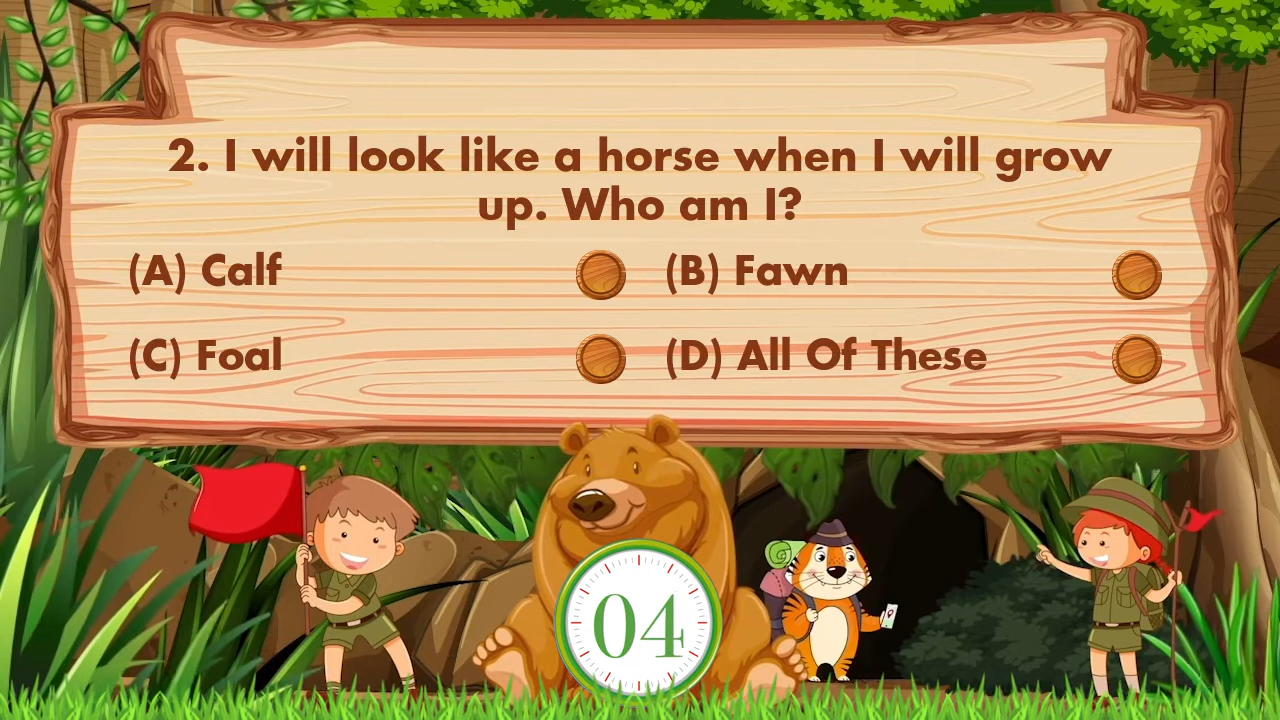 2. I will look like a horse when I will grow
up. Who am I?
(A) Calf
(B) Fawn
(C) Foal
(D) All Of These
04